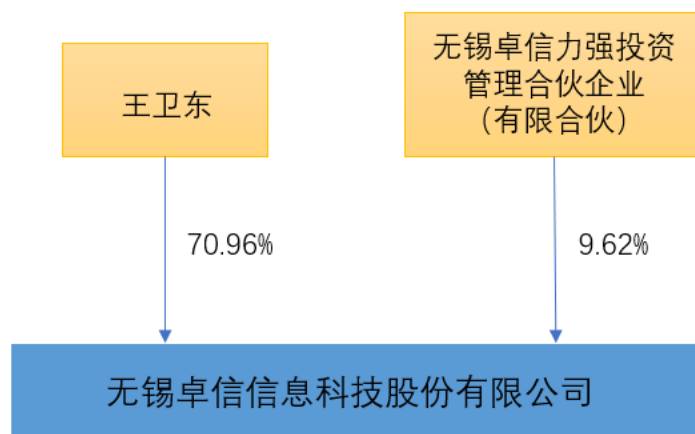 王卫东
无锡卓信力强投资
管理合伙企业
（有限合伙）
70.96%
9.62%
无锡卓信信息科技股份有限公司